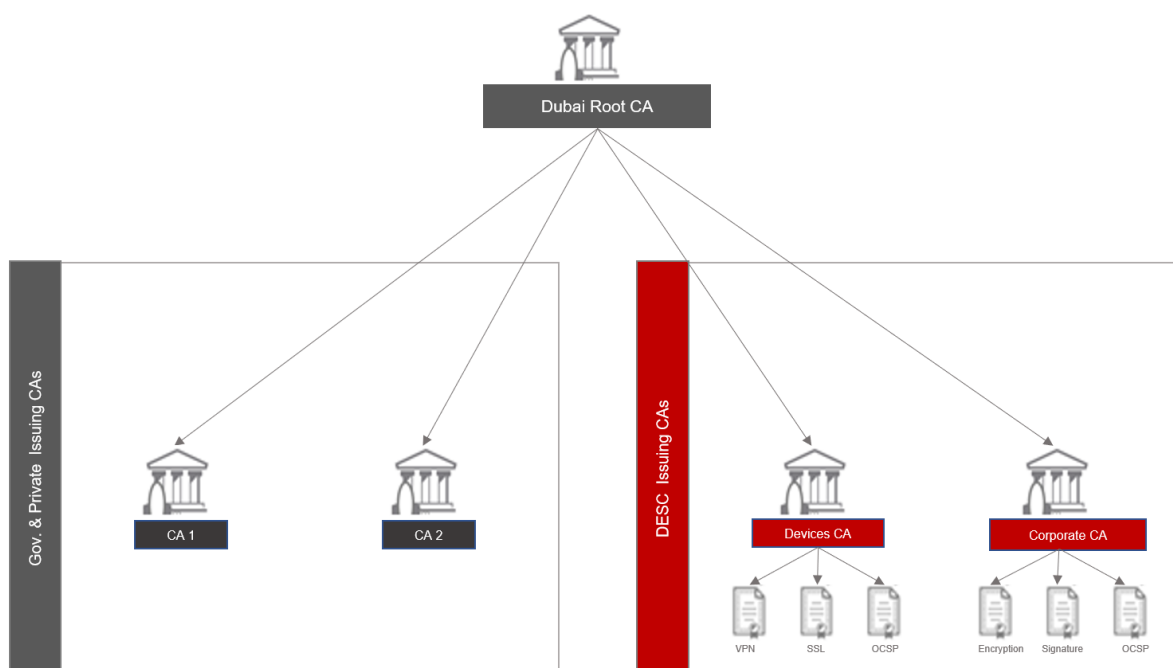 Dubai Root CA
Gov. & Private Issuing CAs
CA 1
CA 2
DESC Issuing CAs
Devices CA
Corporate CA
VPN
SSL
OCSP
Encryption
Signature
OCSP